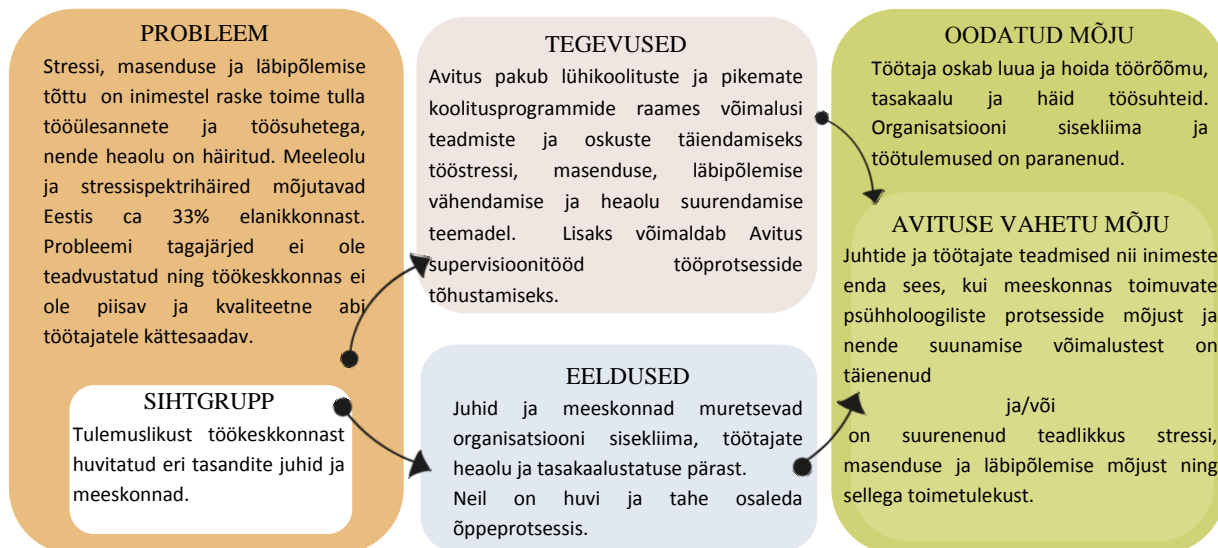 PROBLEEM
Stressi, masenduse ja läbipõlemise
tõttu on inimestel raske toime tulla
tööülesannete ja töösuhetega,
nende heaolu on häiritud. Meeleolu
ja stressispektrihäired mõjutavad
Eestis ca 33% elanikkonnast.
Probleemi tagajärjed ei ole
teadvustatud ning töökeskkonnas ei
ole piisav ja kvaliteetne abi
töötajatele kättesaadav.
SIHTGRUPP
Tulemuslikust töökeskkonnast
huvitatud eri tasandite juhid ja
meeskonnad.
TEGEVUSED
Avitus pakub lühikoolituste ja pikemate
koolitusprogrammide raames võimalusi
teadmiste ja oskuste täiendamiseks
tööstressi, masenduse, läbipõlemise
vähendamise ja heaolu suurendamise
teemadel. Lisaks võimaldab Avitus
supervisioonitööd tööprotsesside
tõhustamiseks.
EELDUSED
Juhid ja meeskonnad muretsevad
organisatsiooni sisekliima, töötajate
heaolu ja tasakaalustatuse pärast.
Neil on huvi ja tahe osaleda
õppeprotsessis.
OODATUD MÕJU
Töötaja oskab luua ja hoida töörõõmu,
tasakaalu ja häid töösuhteid.
Organisatsiooni sisekliima ja
töötulemused on paranenud.
AVITUSE VAHETU MÕJU
Juhtide ja töötajate teadmised nii inimeste
enda sees, kui meeskonnas toimuvate
psühholoogiliste protsesside mõjust ja
nende suunamise võimalustest on
täienenud
ja/või
on suurenenud teadlikkus stressi,
masenduse ja läbipõlemise mõjust ning
sellega toimetulekust.